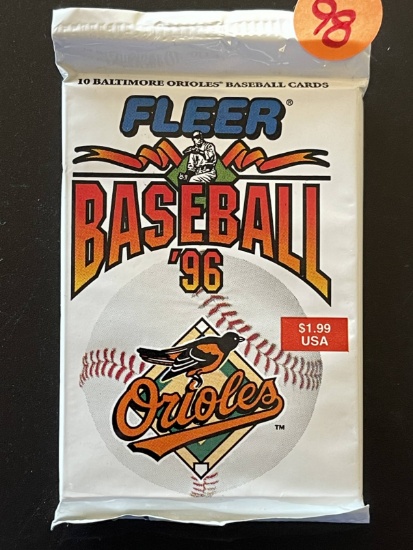 98
10 BALTIMORE ORIOLES® BASEBALL CARDS
FLEER®
BASEBALL
'96
$1.99
USA
Orioles
TM